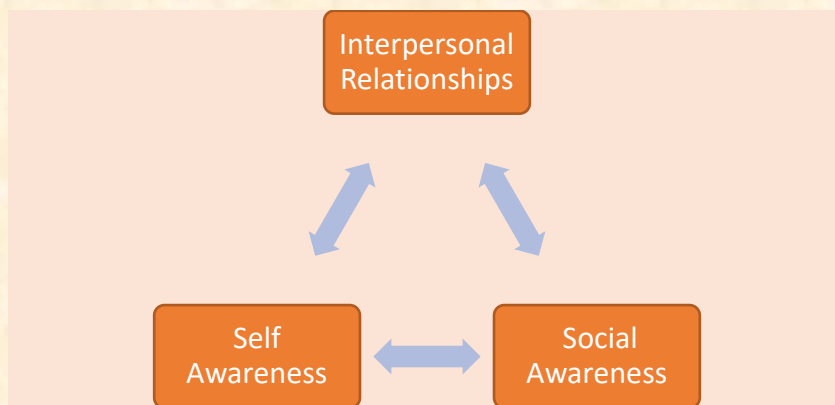 Interpersonal
Relationships
Self
Awareness
Social
Awareness